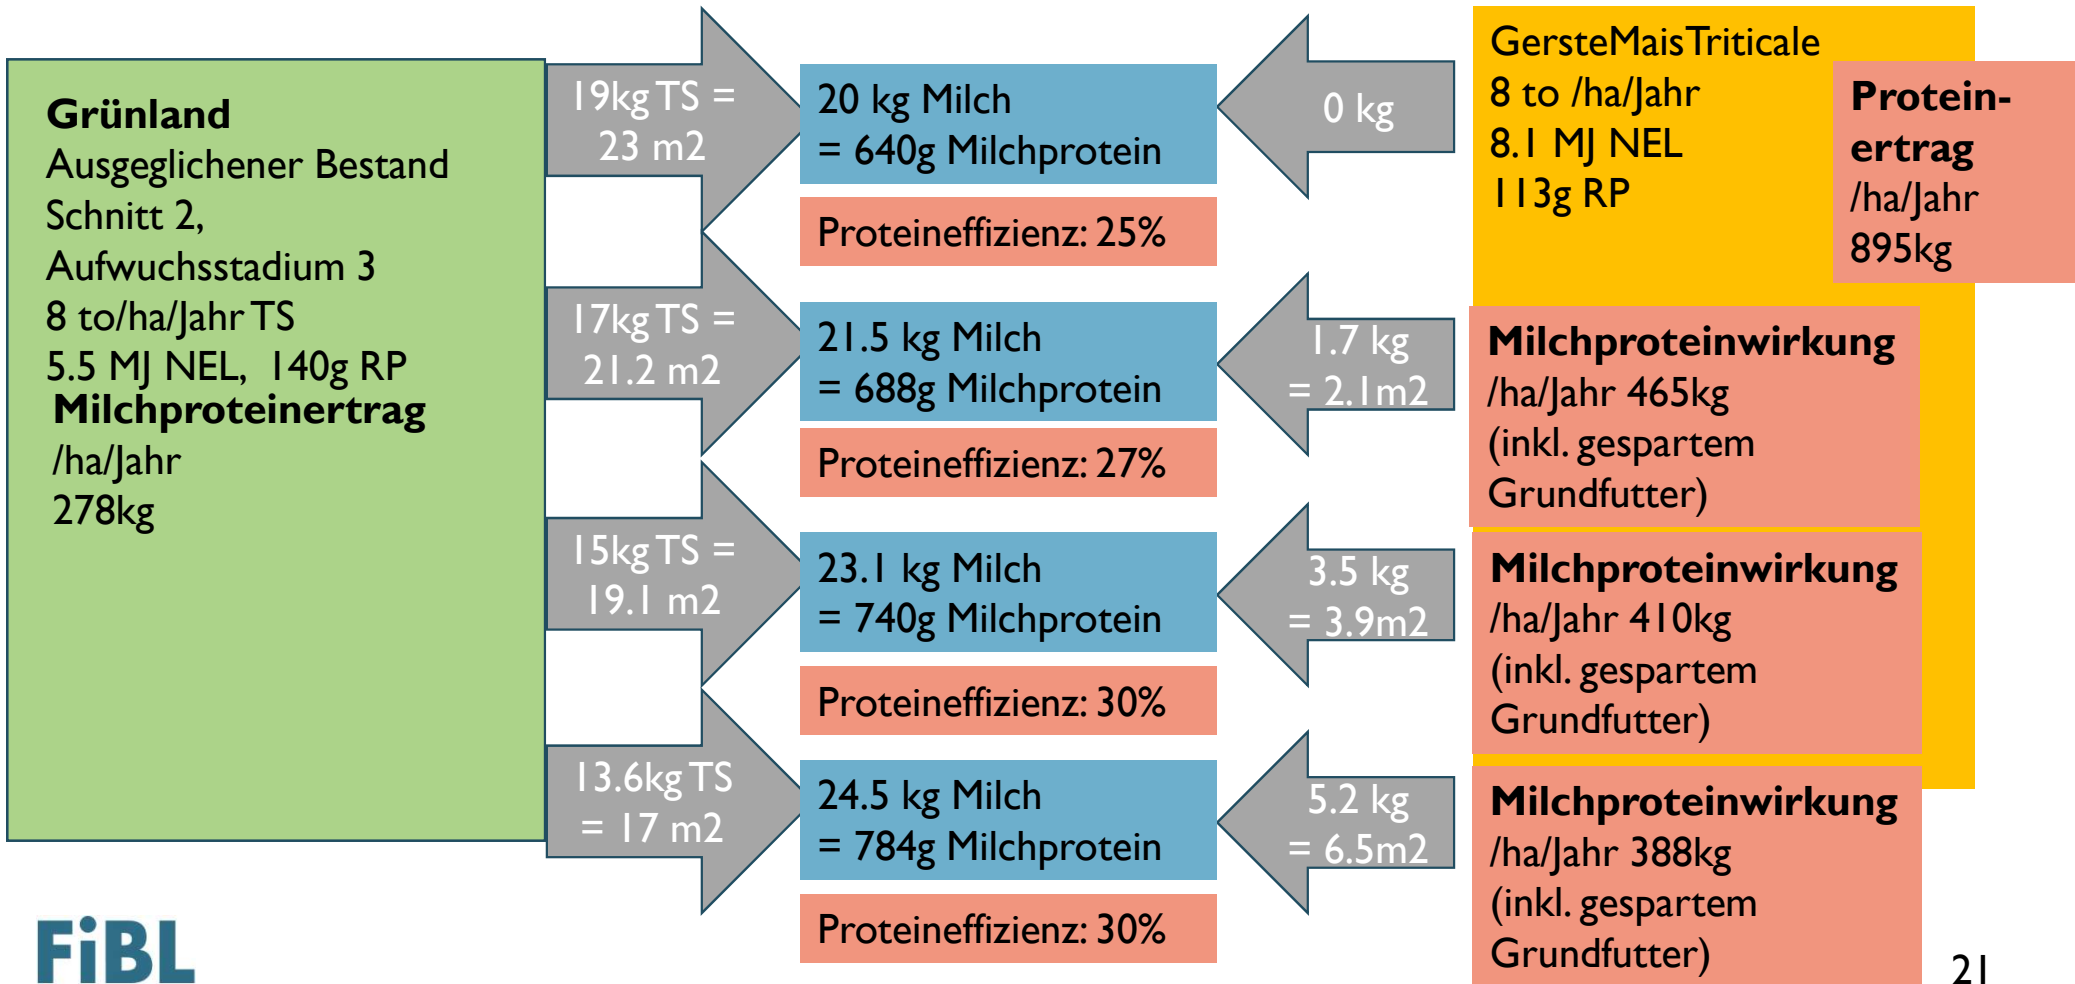 Grünland
Ausgeglichener Bestand
Schnitt 2,
Aufwuchsstadium 3
8 to/ha/Jahr TS
5.5 MJ NEL, 140g RP
Milchproteinertrag
/ha/Jahr
278kg
19kg TS =
23 m2
20 kg Milch
= 640g Milchprotein
Proteineffizienz: 25%
0 kg
GersteMaisTriticale
8 to /ha/Jahr
8.1 MJ NEL
113g RP
Protein-
ertrag
/ha/Jahr
895kg
17kg TS =
21.2 m2
21.5 kg Milch
= 688g Milchprotein
Proteineffizienz: 27%
1.7 kg
= 2.1m2
Milchproteinwirkung
/ha/Jahr 465kg
(inkl. gespartem
Grundfutter)
15kg TS =
19.1 m2
23.1 kg Milch
= 740g Milchprotein
Proteineffizienz: 30%
3.5 kg
= 3.9m2
Milchproteinwirkung
/ha/Jahr 410kg
(inkl. gespartem
Grundfutter)
13.6kg TS
= 17 m2
24.5 kg Milch
= 784g Milchprotein
Proteineffizienz: 30%
5.2 kg
= 6.5m2
Milchproteinwirkung
/ha/Jahr 388kg
(inkl. gespartem
Grundfutter)
FiBL
21